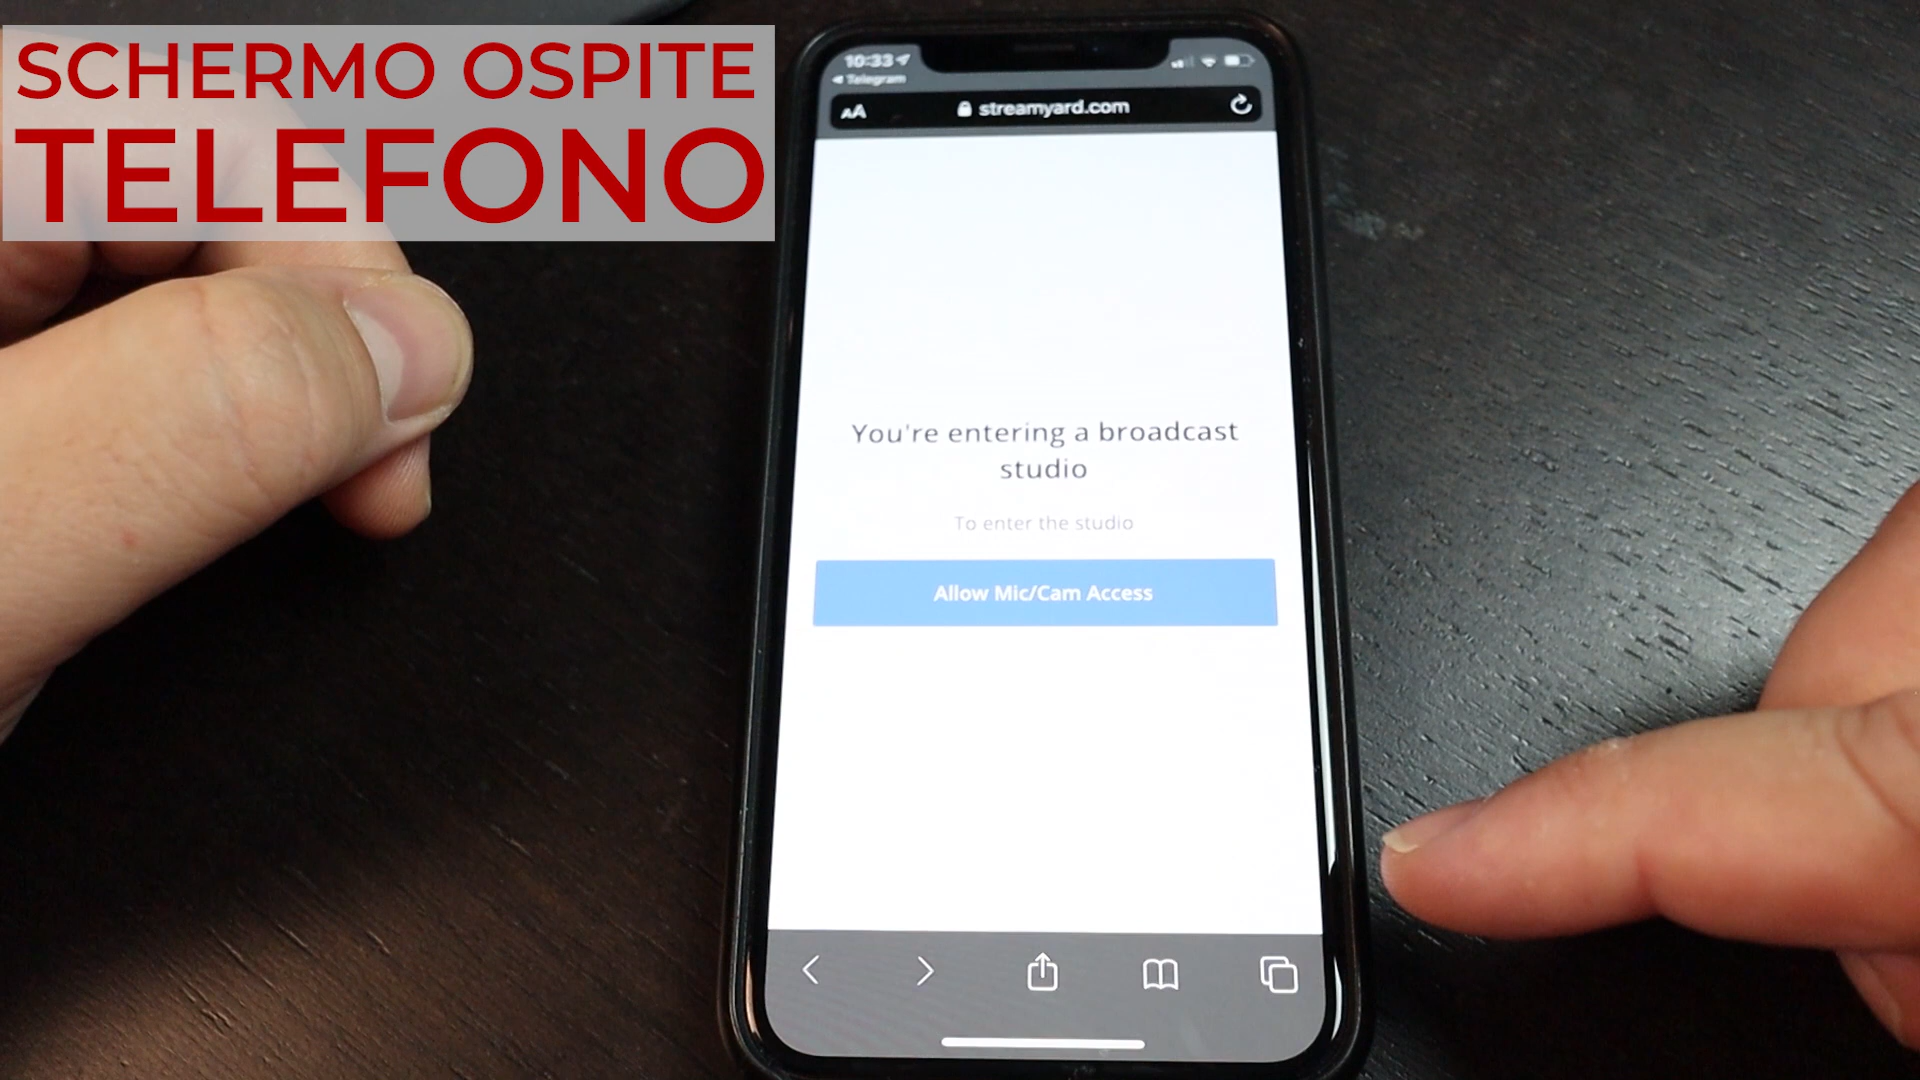 SCHERMO OSPITE
TELEFONO
10:33
Telegram
AA
streamyard.com
You're entering a broadcast
studio
To enter the studio
Allow Mic/Cam Access